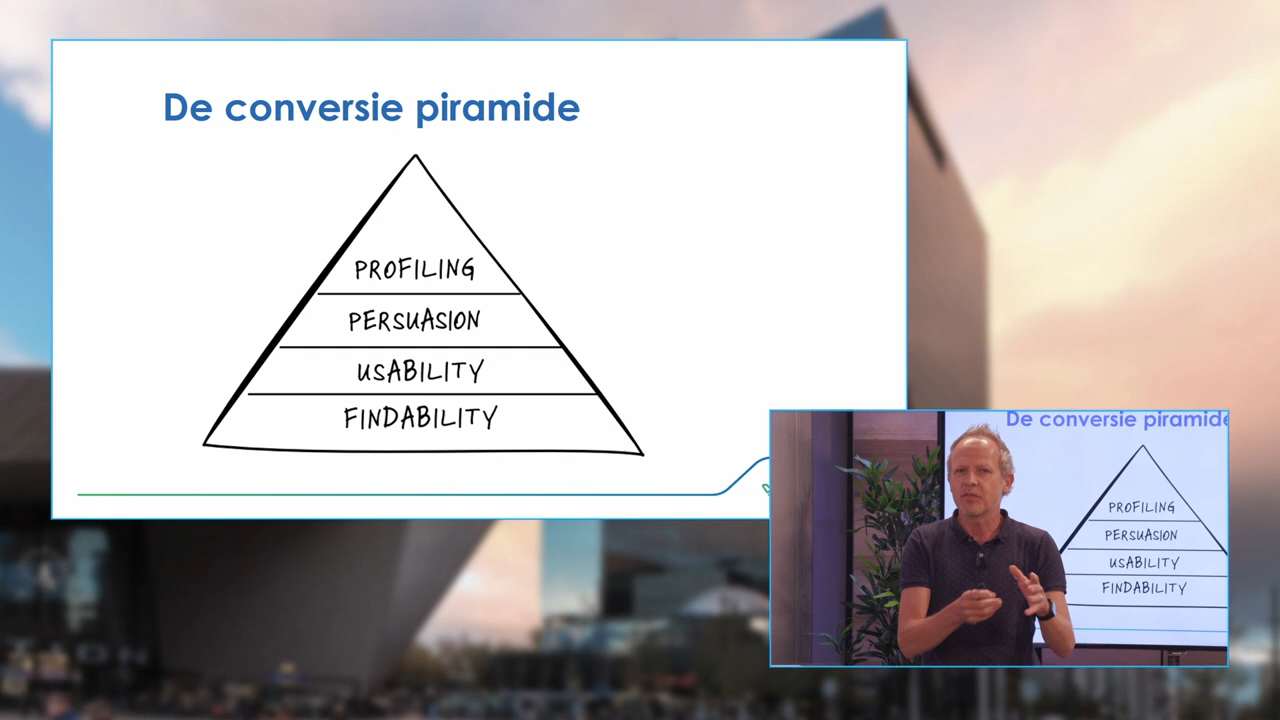 De conversie piramide
PROFILING
PERSUASION
USABILITY
FINDABILITY
De conversie piramide
PROFILING
PERSUASION
USABILITY
FINDABILITY